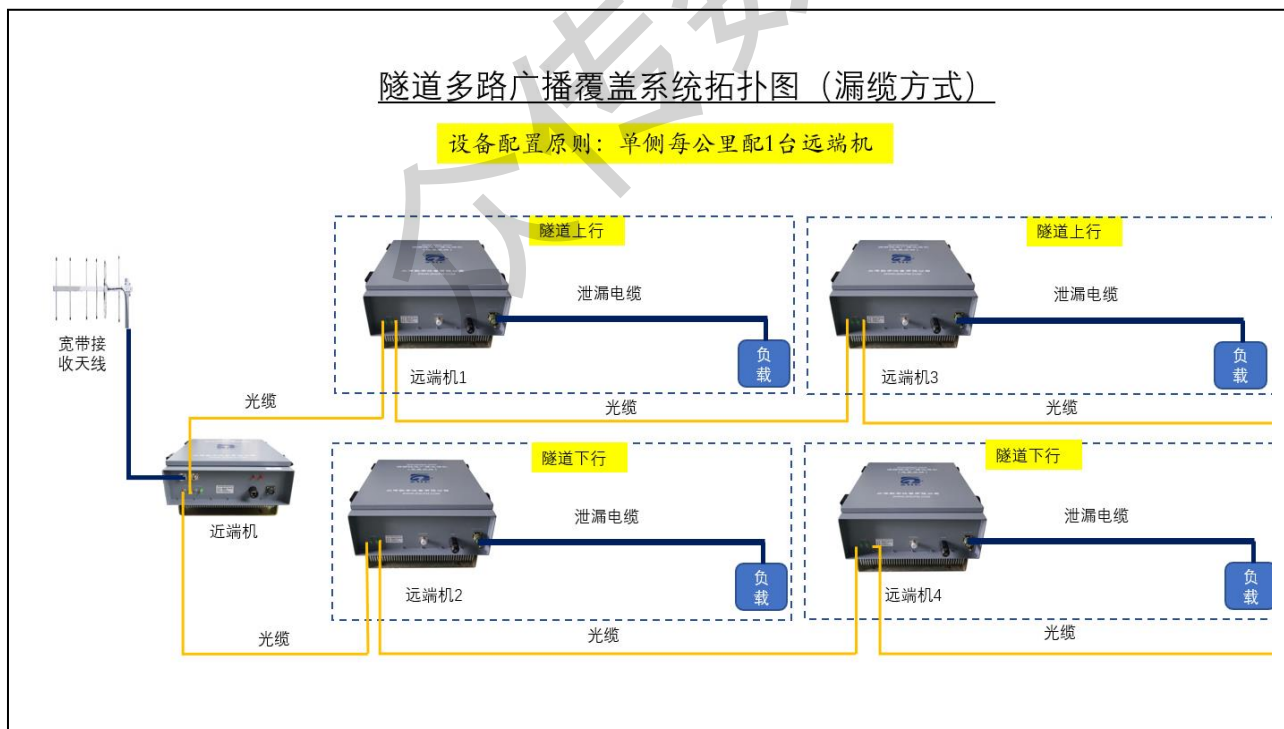 隧道多路广播覆盖系统拓扑图（漏缆方式）
设备配置原则：单侧每公里配1台远端机
隧道上行
隧道上行
泄漏电缆
泄漏电缆
宽带接
收天线
负
载
负
载
远端机1
远端机3
光缆
光缆
光缆
隧道下行
隧道下行
泄漏电缆
泄漏电缆
近端机
负
载
负
载
远端机2
远端机4
光缆
光缆
光缆
众传数